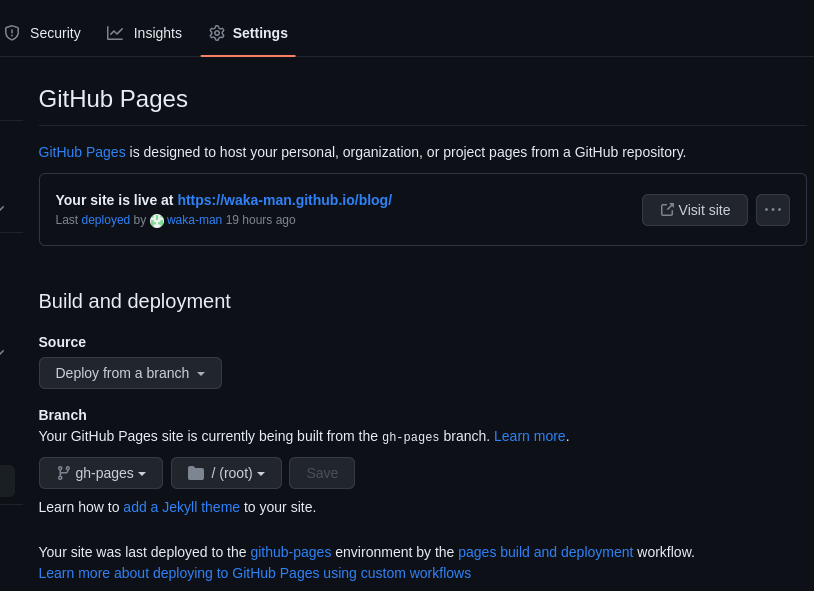 Security Insights Settings
GitHub Pages
GitHub Pages is designed to host your personal, organization, or project pages from a GitHub repository.
Your site is live at https://waka-man.github.io/blog/
Visit site
Last deployed by waka-man 19 hours ago
Build and deployment
Source
Deploy from a branch
Branch
Your GitHub Pages site is currently being built from the gh-pages branch. Learn more.
gh-pages / (root) Save
Learn how to add a Jekyll theme to your site.
Your site was last deployed to the github-pages environment by the pages build and deployment workflow.
Learn more about deploying to GitHub Pages using custom workflows